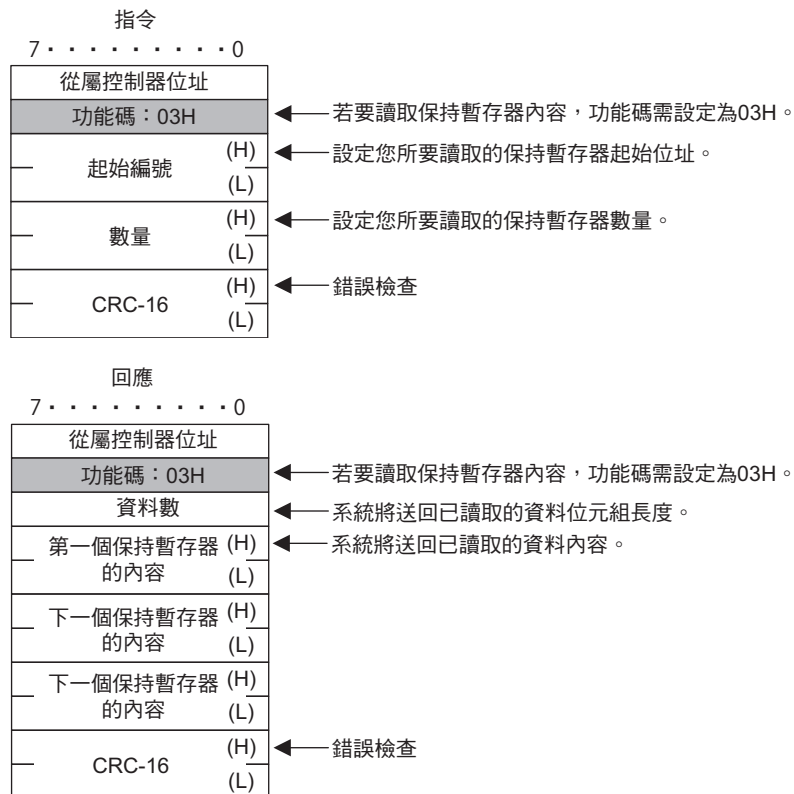 指令
7・・・・・・・・・0
從屬控制器位址
功能碼：03H
若要讀取保持暫存器內容，功能碼需設定為03H。
起始編號
(H)
設定您所要讀取的保持暫存器起始位址。
(L)
數量
(H)
設定您所要讀取的保持暫存器數量。
(L)
CRC-16
(H)
錯誤檢查
(L)
回應
7・・・・・・・・・0
從屬控制器位址
功能碼：03H
若要讀取保持暫存器內容，功能碼需設定為03H。
資料數
系統將送回已讀取的資料位元組長度。
第一個保持暫存器 (H)
系統將送回已讀取的資料內容。
的內容 (L)
下一個保持暫存器 (H)
的內容 (L)
下一個保持暫存器 (H)
的內容 (L)
CRC-16
(H)
錯誤檢查
(L)